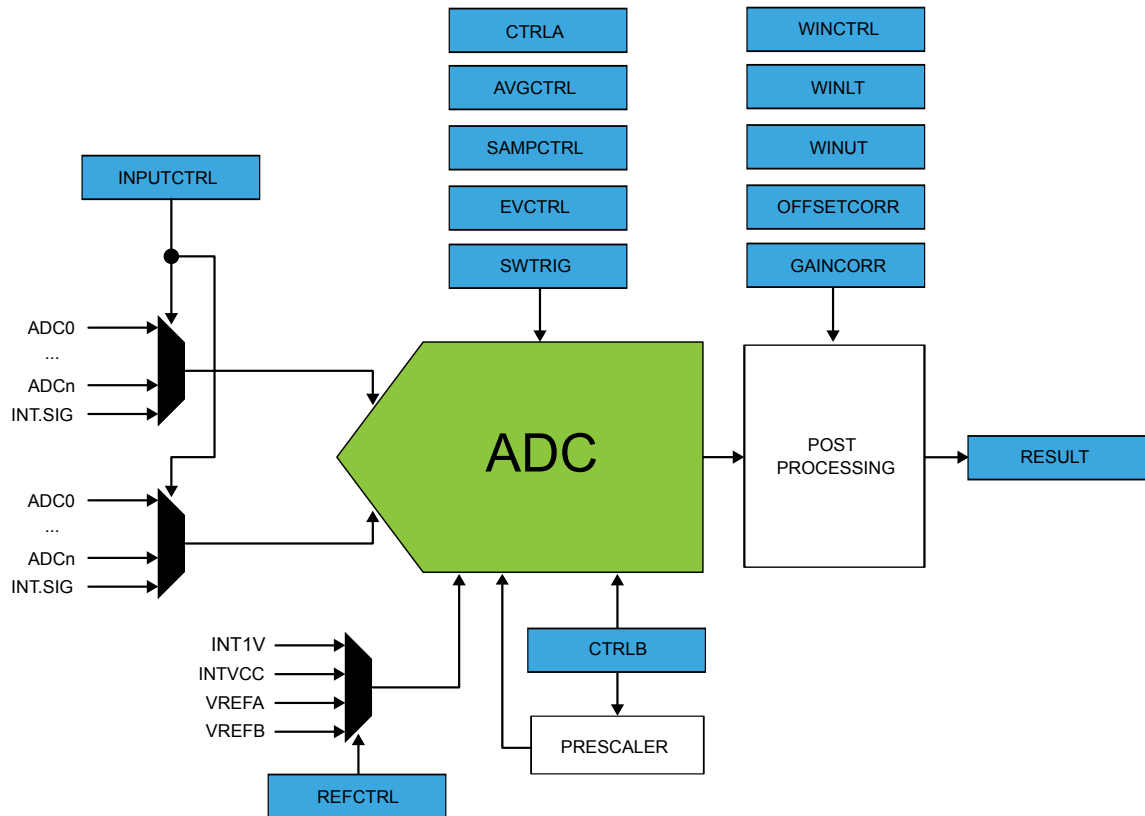 CTRLA
WINCTRL
AVGCTRL
WINLT
SAMPCTRL
WINUT
INPUTCTRL
EVCTRL
OFFSETCORR
SWTRIG
GAINCORR
ADC0
...
ADCn
INT.SIG
ADC
POST
PROCESSING
RESULT
ADC0
...
ADCn
INT.SIG
INT1V
INTVCC
VREFA
VREFB
CTRLB
PRESCALER
REFCTRL